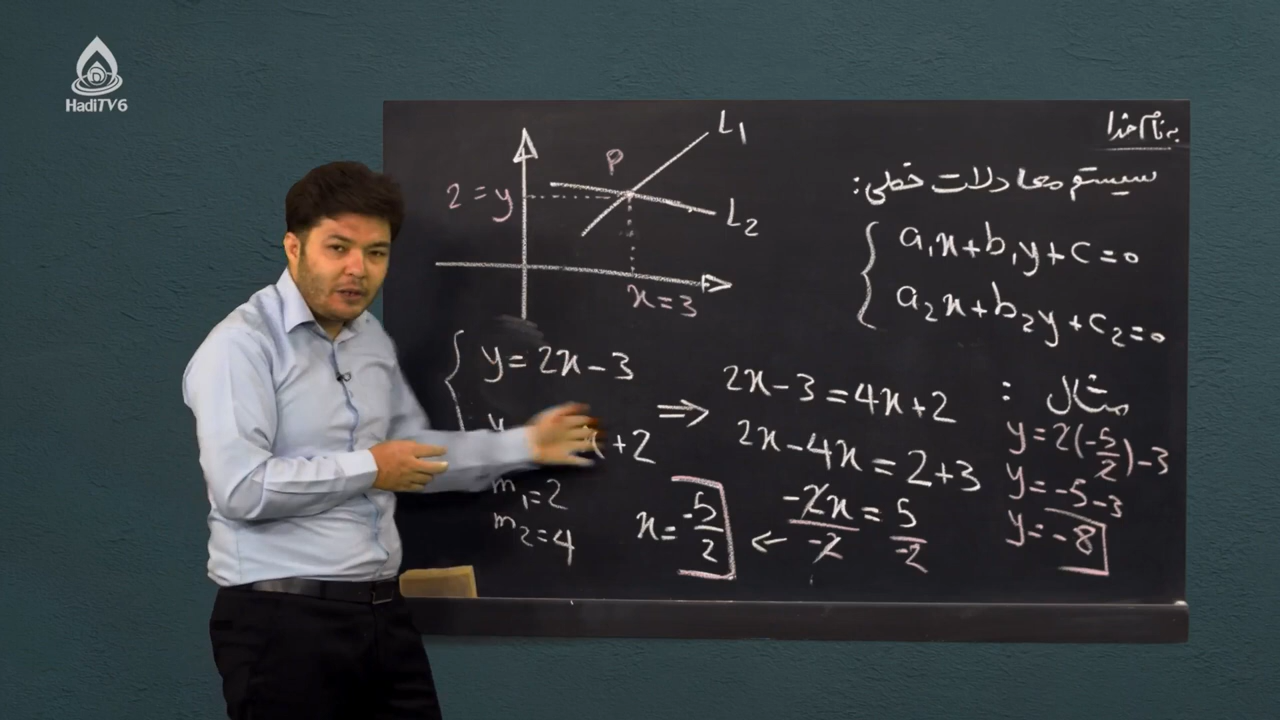 HadiTV6
به نام خدا
سیستم معادلات خطی:
a₁x+b₁y+c=0
a₂x+b₂y+c₂=0
L₁
P
2=y
L₂
x=3
مثال :
y=2x-3
x+2
m₁=2
m₂=4
⇒ 2x-3=4x+2
2x-4x=2+3
-2x/-2=5/-2
← x=-5/2
y=2(-5/2)-3
y=-5-3
y=-8